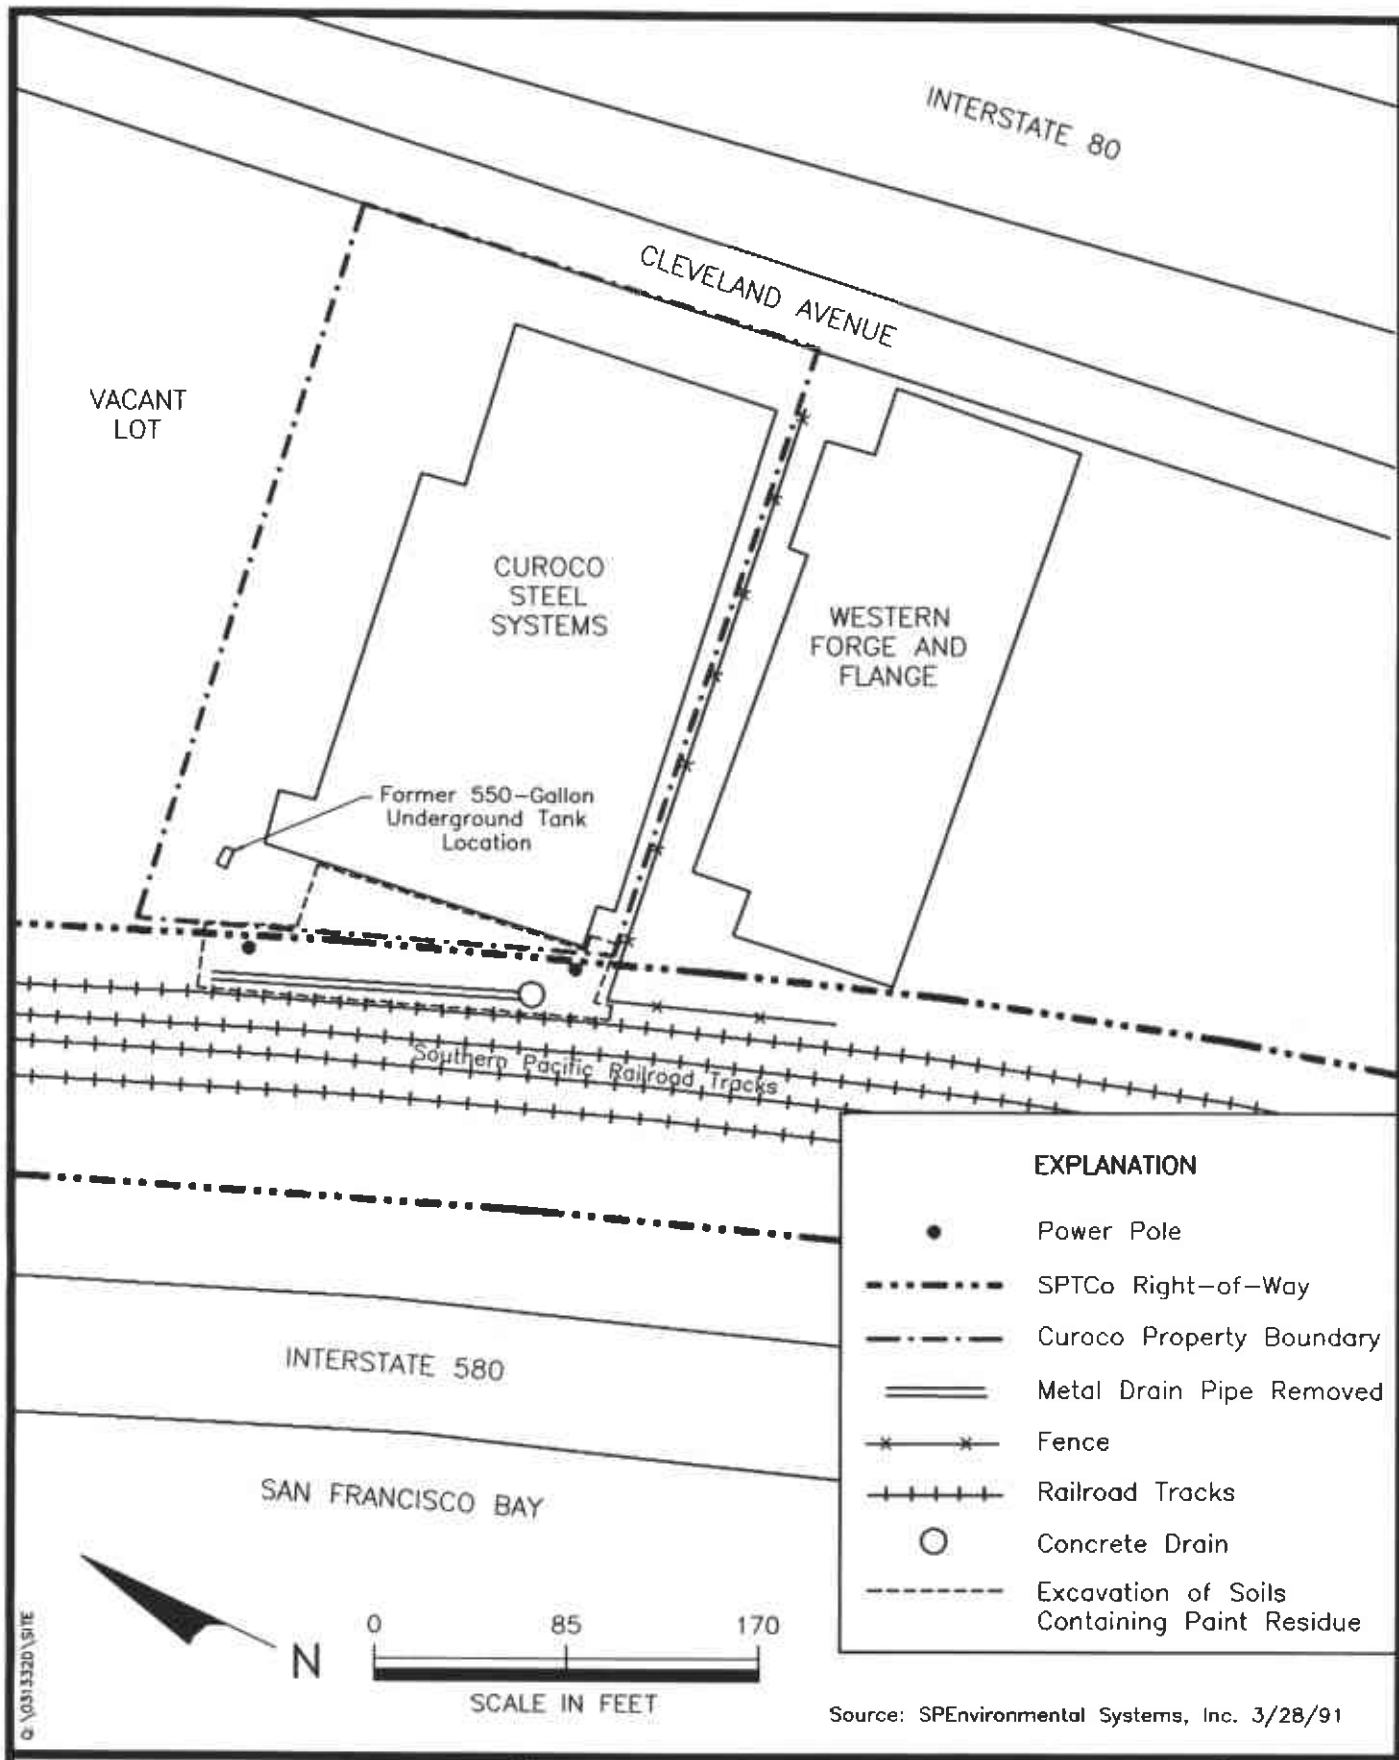 INTERSTATE 80
CLEVELAND AVENUE
VACANT
LOT
CUROCO
STEEL
SYSTEMS
WESTERN
FORGE AND
FLANGE
Former 550-Gallon
Underground Tank
Location
Southern Pacific Railroad Tracks
EXPLANATION
Power Pole
SPTCo Right-of-Way
Curoco Property Boundary
Metal Drain Pipe Removed
Fence
Railroad Tracks
Concrete Drain
Excavation of Soils
Containing Paint Residue
INTERSTATE 580
SAN FRANCISCO BAY
N
0 85 170
SCALE IN FEET
Source: SPEnvironmental Systems, Inc. 3/28/91
Q:\031332D\SITE